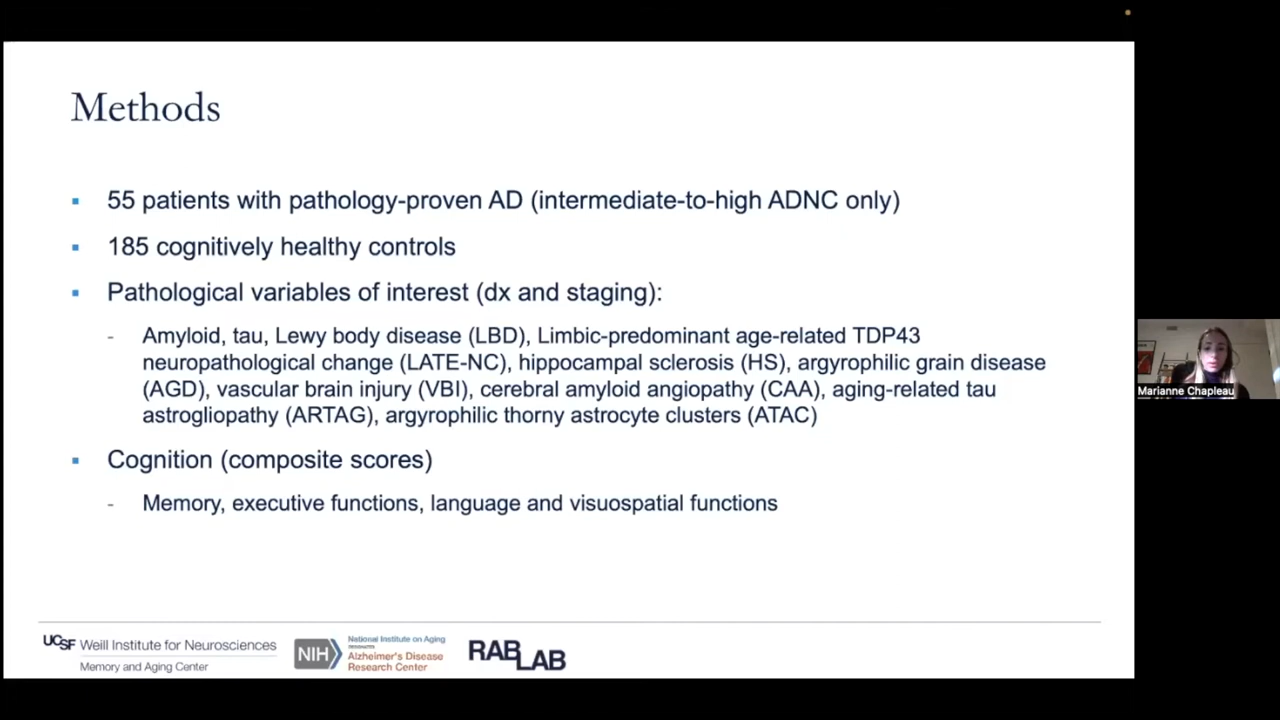 Methods
55 patients with pathology-proven AD (intermediate-to-high ADNC only)
185 cognitively healthy controls
Pathological variables of interest (dx and staging):
- Amyloid, tau, Lewy body disease (LBD), Limbic-predominant age-related TDP43
neuropathological change (LATE-NC), hippocampal sclerosis (HS), argyrophilic grain disease
(AGD), vascular brain injury (VBI), cerebral amyloid angiopathy (CAA), aging-related tau
astrogliopathy (ARTAG), argyrophilic thorny astrocyte clusters (ATAC)
Cognition (composite scores)
- Memory, executive functions, language and visuospatial functions
Marianne Chapleau
UCSF Weill Institute for Neurosciences
Memory and Aging Center
NIH
National Institute on Aging
Alzheimer's Disease
Research Center
RAB
LAB